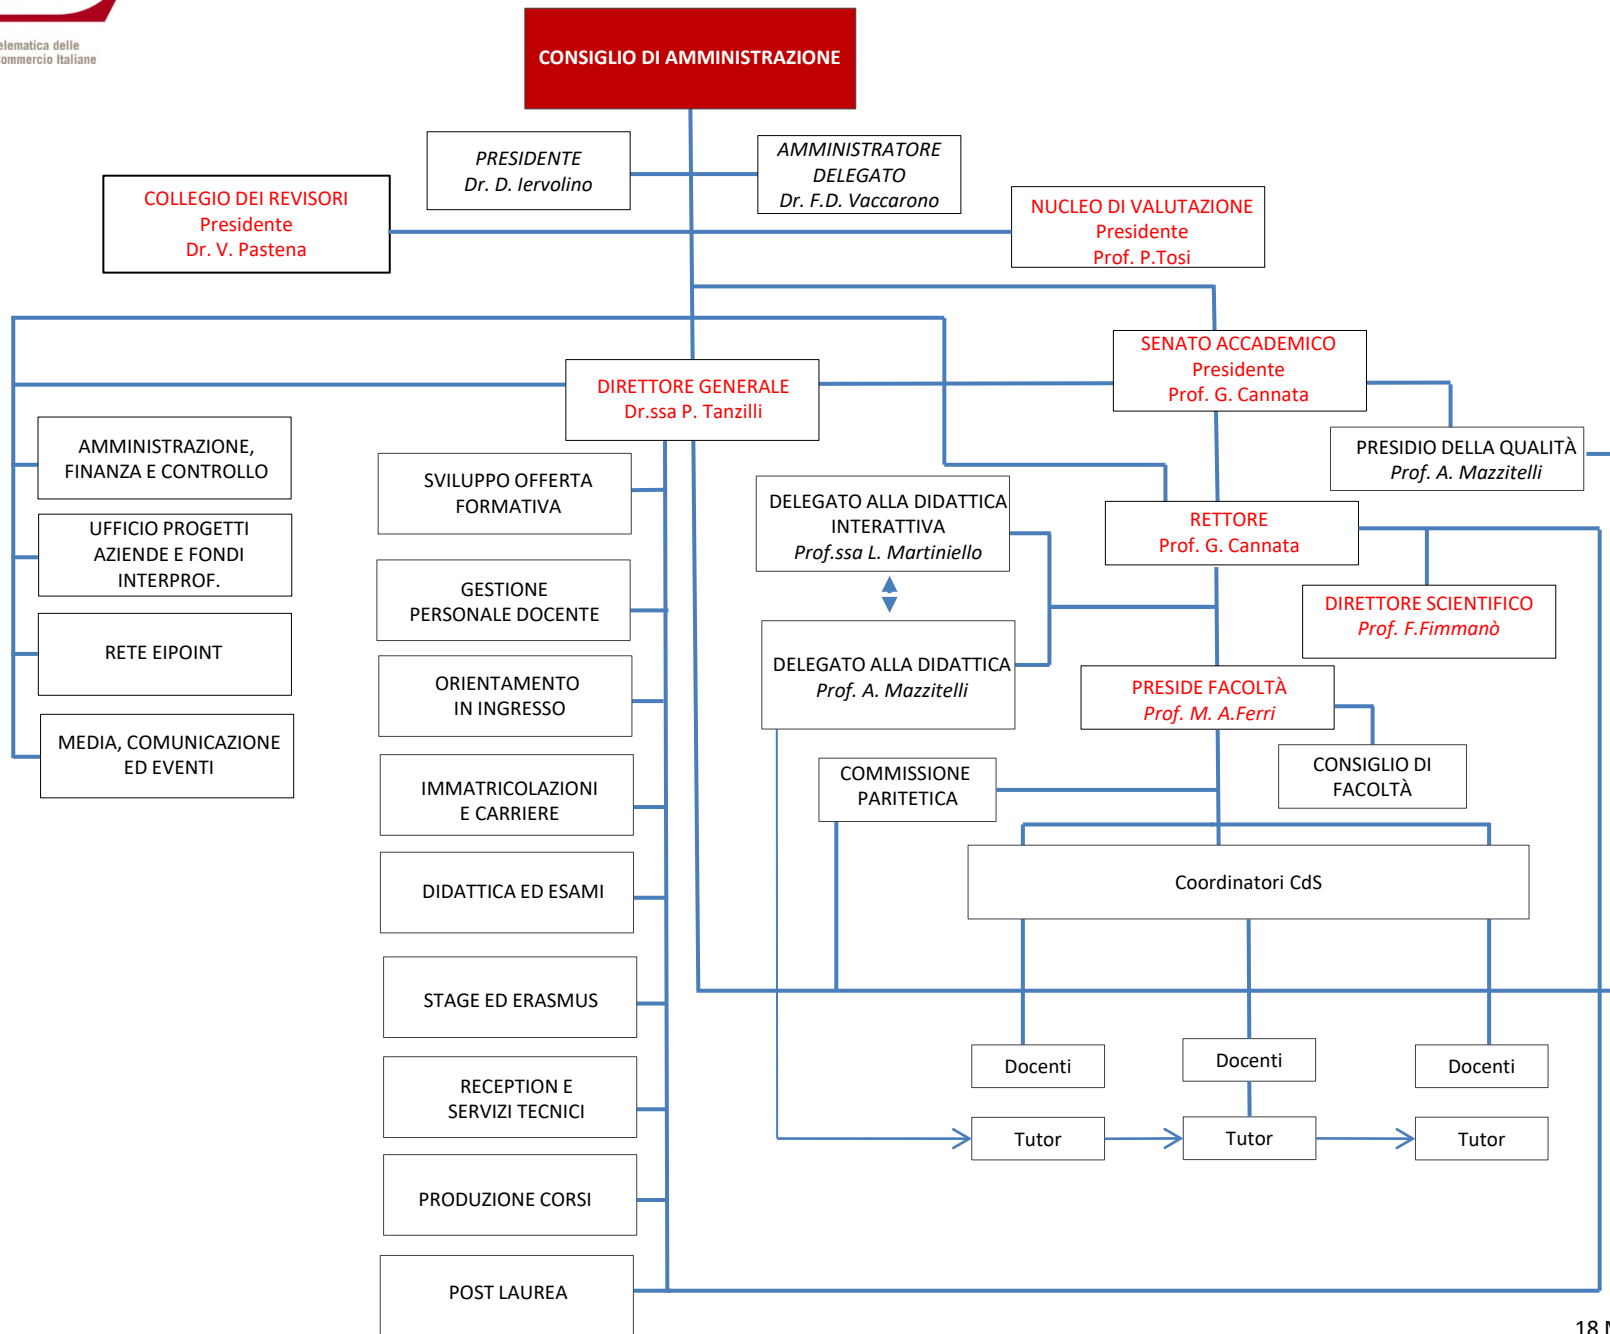 delle
Commercio Italiane
CONSIGLIO DI AMMINISTRAZIONE
PRESIDENTE
Dr. D. Iervolino
AMMINISTRATORE
DELEGATO
Dr. F.D. Vaccarono
COLLEGIO DEI REVISORI
Presidente
Dr. V. Pastena
NUCLEO DI VALUTAZIONE
Presidente
Prof. P.Tosi
SENATO ACCADEMICO
Presidente
Prof. G. Cannata
DIRETTORE GENERALE
Dr.ssa P. Tanzilli
PRESIDIO DELLA QUALITÀ
Prof. A. Mazzitelli
AMMINISTRAZIONE,
FINANZA E CONTROLLO
UFFICIO PROGETTI
AZIENDE E FONDI
INTERPROF.
RETE EIPOINT
MEDIA, COMUNICAZIONE
ED EVENTI
SVILUPPO OFFERTA
FORMATIVA
GESTIONE
PERSONALE DOCENTE
ORIENTAMENTO
IN INGRESSO
IMMATRICOLAZIONI
E CARRIERE
DIDATTICA ED ESAMI
STAGE ED ERASMUS
RECEPTION E
SERVIZI TECNICI
PRODUZIONE CORSI
POST LAUREA
DELEGATO ALLA DIDATTICA
INTERATTIVA
Prof.ssa L. Martiniello
DELEGATO ALLA DIDATTICA
Prof. A. Mazzitelli
RETTORE
Prof. G. Cannata
DIRETTORE SCIENTIFICO
Prof. F.Fimmanò
PRESIDE FACOLTÀ
Prof. M. A.Ferri
CONSIGLIO DI
FACOLTÀ
COMMISSIONE
PARITETICA
Coordinatori CdS
Docenti
Docenti
Docenti
Tutor
Tutor
Tutor
18